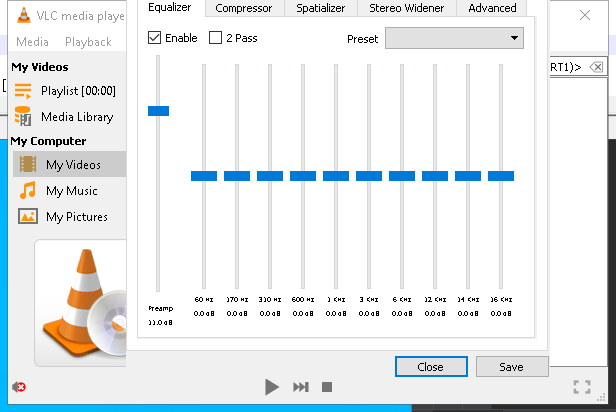 VLC media playe
Media Playback
Equalizer Compressor Spatializer Stereo Widener Advanced
Enable 2 Pass Preset
RT1)>
My Videos
Playlist [00:00]
Media Library
My Computer
My Videos
My Music
My Pictures
60 Hz 170 Hz 310 Hz 600 Hz 1 KHz 3 KHz 6 KHz 12 KHz 14 KHz 16 KHz
Preamp 0.0 dB 0.0 dB 0.0 dB 0.0 dB 0.0 dB 0.0 dB 0.0 dB 0.0 dB 0.0 dB 0.0 dB
11.0 dB
Close Save